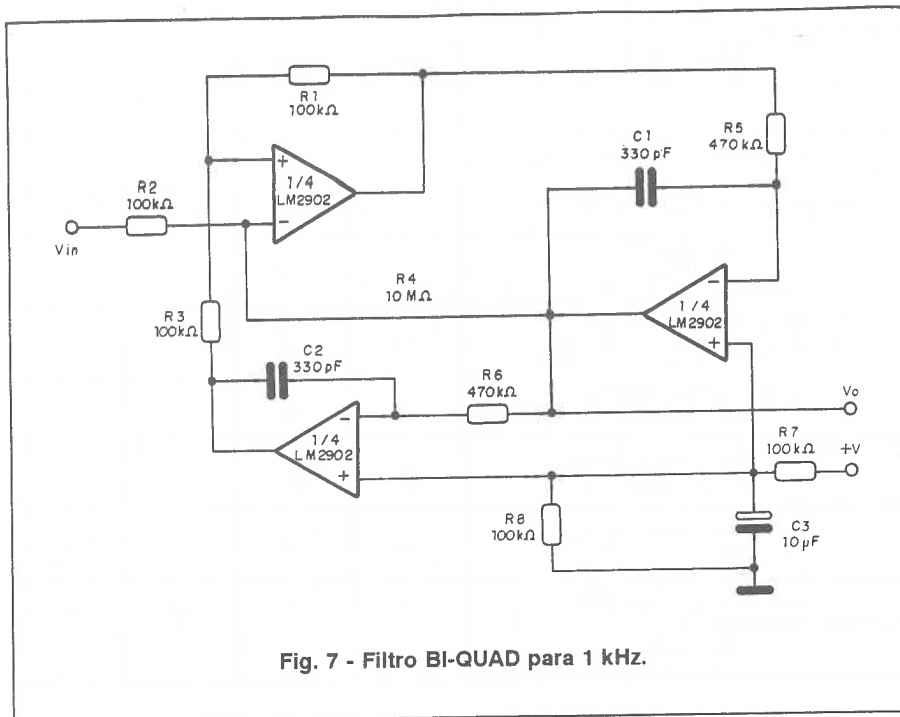 R1
100kΩ
R5
470kΩ
C1
330pF
+
1/4
LM2902
−
R2
100kΩ
Vin
R4
10MΩ
−
1/4
LM2902
+
R3
100kΩ
C2
330pF
R6
470kΩ
Vo
−
1/4
LM2902
+
R7
100kΩ
+V
R8
100kΩ
C3
10µF
Fig. 7 - Filtro BI-QUAD para 1 kHz.